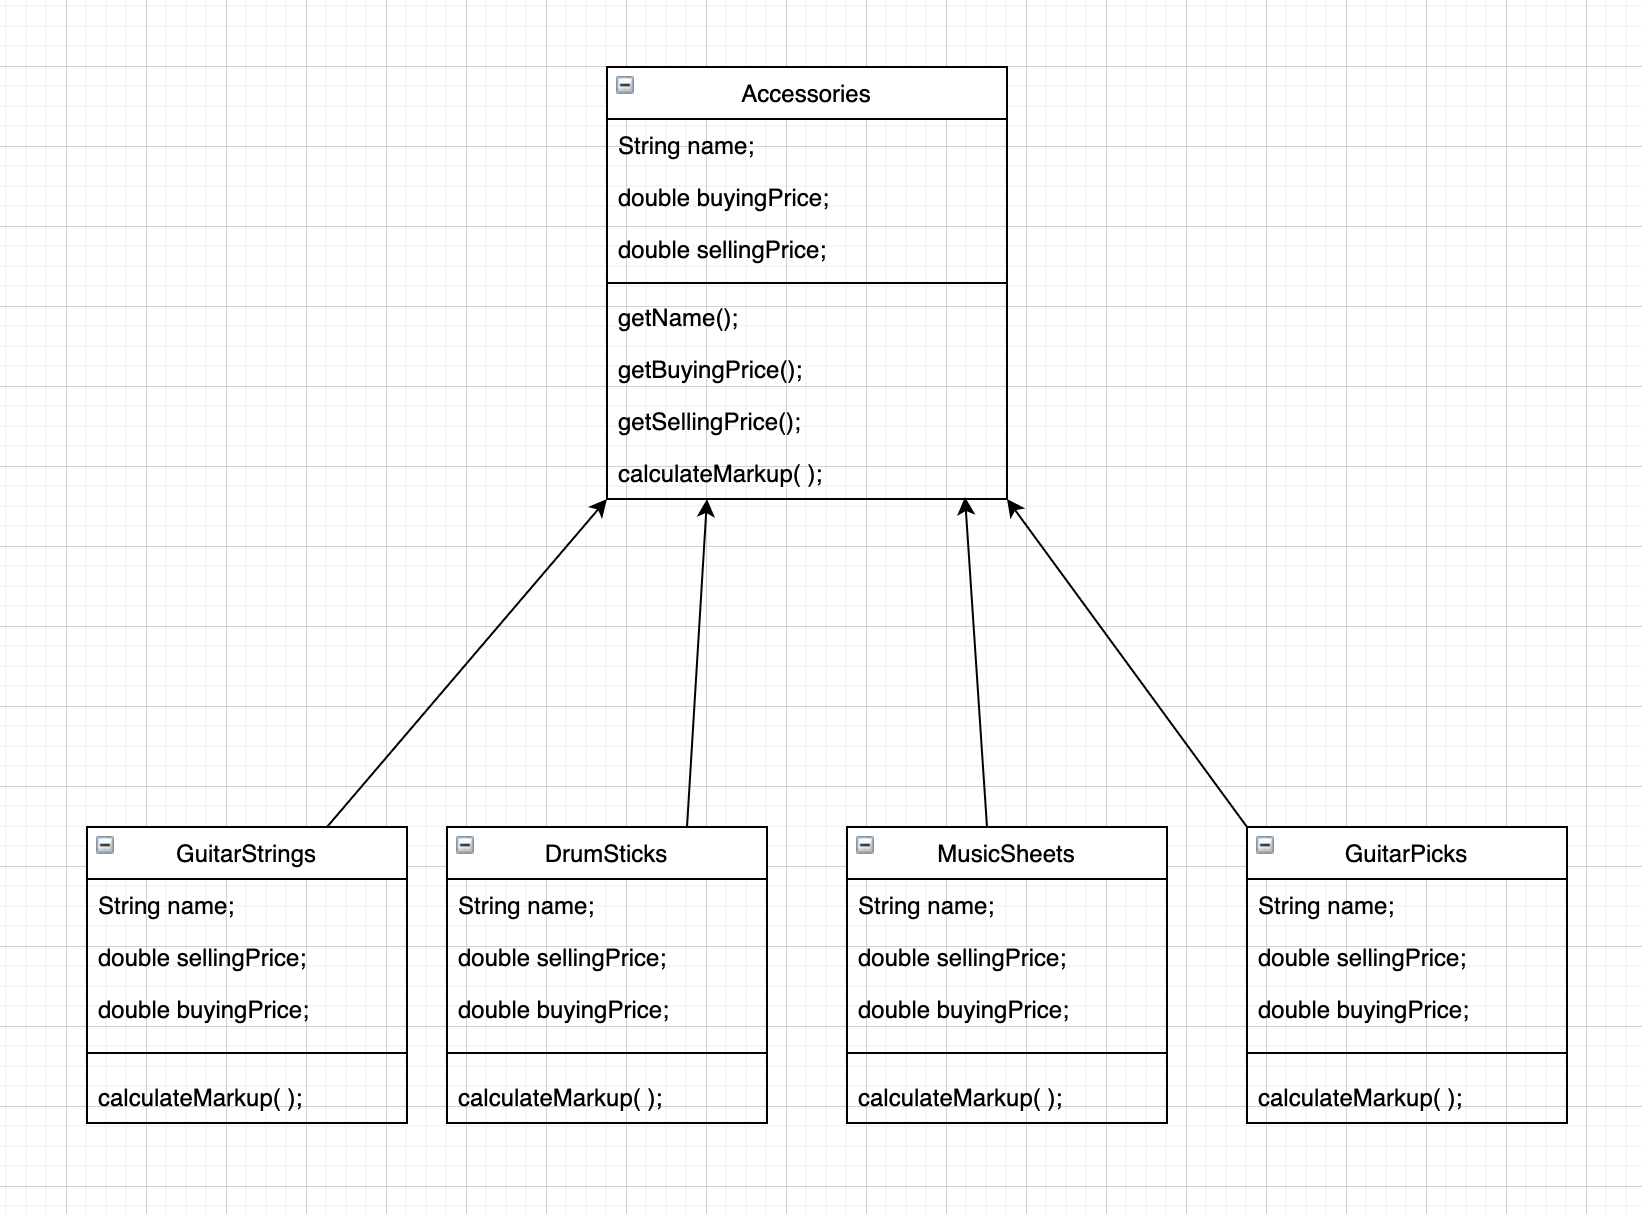 Accessories
String name;
double buyingPrice;
double sellingPrice;
getName();
getBuyingPrice();
getSellingPrice();
calculateMarkup( );
GuitarStrings
String name;
double sellingPrice;
double buyingPrice;
calculateMarkup( );
DrumSticks
String name;
double sellingPrice;
double buyingPrice;
calculateMarkup( );
MusicSheets
String name;
double sellingPrice;
double buyingPrice;
calculateMarkup( );
GuitarPicks
String name;
double sellingPrice;
double buyingPrice;
calculateMarkup( );